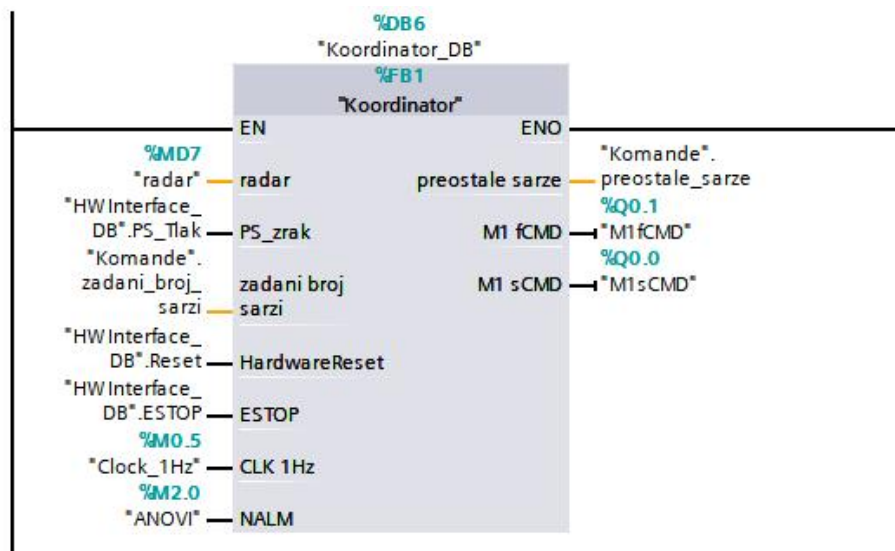 %DB6
"Koordinator_DB"
%FB1
"Koordinator"
EN ENO
%MD7
"radar" radar
preostale sarze "Komande".
preostale_sarze
"HWInterface_
DB".PS_Tlak PS_zrak
M1 fCMD %Q0.1
"M1fCMD"
"Komande".
zadani_broj_
sarzi zadani broj
sarzi
M1 sCMD %Q0.0
"M1sCMD"
"HWInterface_
DB".Reset HardwareReset
"HWInterface_
DB".ESTOP ESTOP
%M0.5
"Clock_1Hz" CLK 1Hz
%M2.0
"ANOVI" NALM